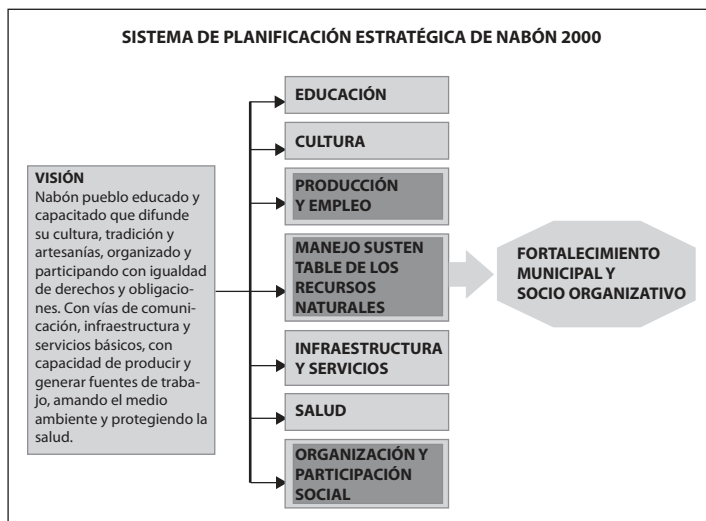 SISTEMA DE PLANIFICACIÓN ESTRATÉGICA DE NABÓN 2000
VISIÓN
Nabón pueblo educado y
capacitado que difunde
su cultura, tradición y
artesanías, organizado y
participando con igualdad
de derechos y obligacio-
nes. Con vías de comuni-
cación, infraestructura y
servicios básicos, con
capacidad de producir y
generar fuentes de traba-
jo, amando el medio
ambiente y protegiendo la
salud.
EDUCACIÓN
CULTURA
PRODUCCIÓN
Y EMPLEO
MANEJO SUSTEN
TABLE DE LOS
RECURSOS
NATURALES
INFRAESTRUCTURA
Y SERVICIOS
SALUD
ORGANIZACIÓN Y
PARTICIPACIÓN
SOCIAL
FORTALECIMIENTO
MUNICIPAL Y
SOCIO ORGANIZATIVO